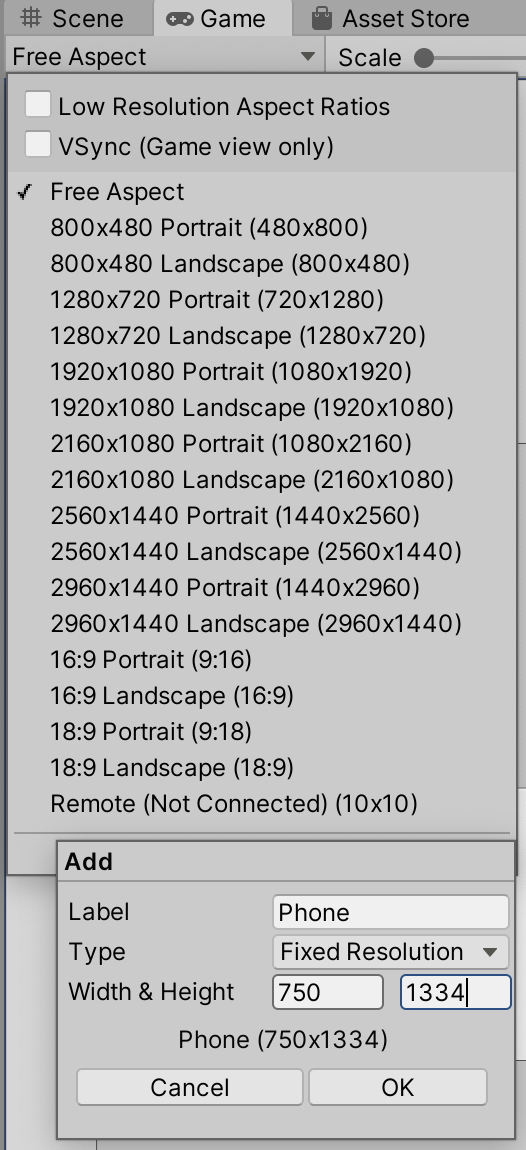 Scene Game Asset Store
Free Aspect Scale
Low Resolution Aspect Ratios
VSync (Game view only)
Free Aspect
800x480 Portrait (480x800)
800x480 Landscape (800x480)
1280x720 Portrait (720x1280)
1280x720 Landscape (1280x720)
1920x1080 Portrait (1080x1920)
1920x1080 Landscape (1920x1080)
2160x1080 Portrait (1080x2160)
2160x1080 Landscape (2160x1080)
2560x1440 Portrait (1440x2560)
2560x1440 Landscape (2560x1440)
2960x1440 Portrait (1440x2960)
2960x1440 Landscape (2960x1440)
16:9 Portrait (9:16)
16:9 Landscape (16:9)
18:9 Portrait (9:18)
18:9 Landscape (18:9)
Remote (Not Connected) (10x10)
Add
Label Phone
Type Fixed Resolution
Width & Height 750 1334
Phone (750x1334)
Cancel OK